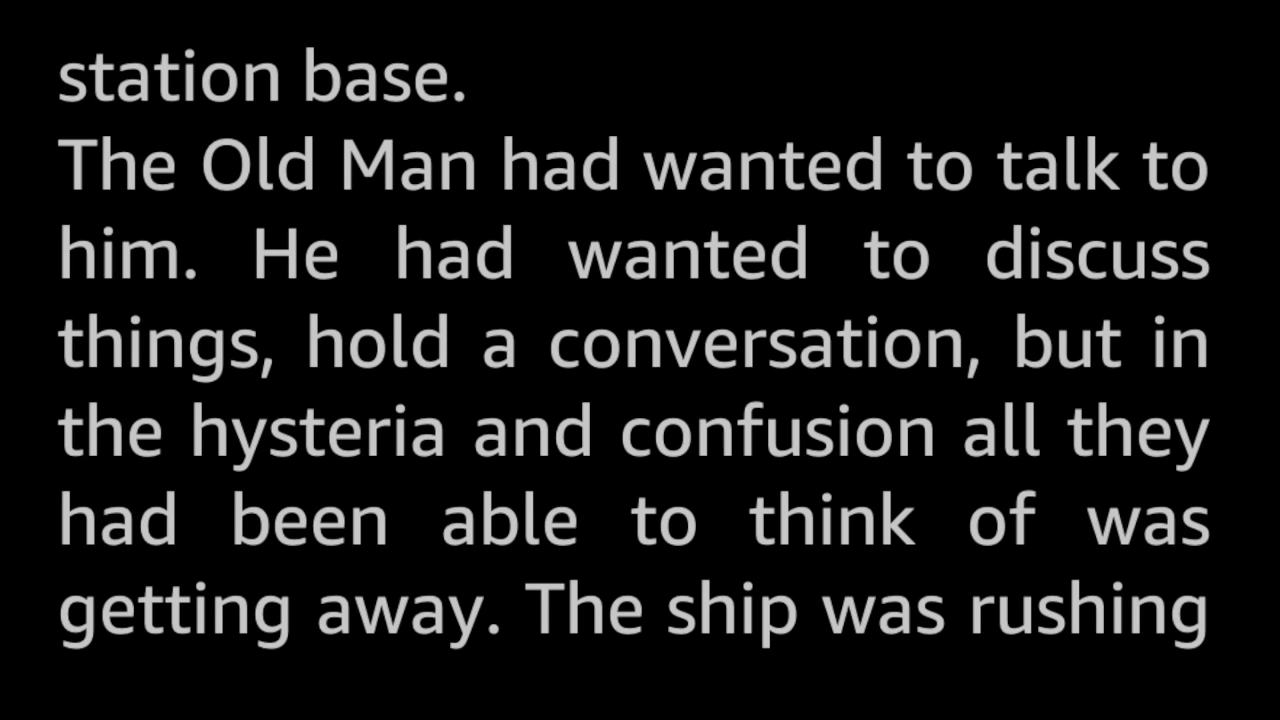 station base.
The Old Man had wanted to talk to
him. He had wanted to discuss
things, hold a conversation, but in
the hysteria and confusion all they
had been able to think of was
getting away. The ship was rushing